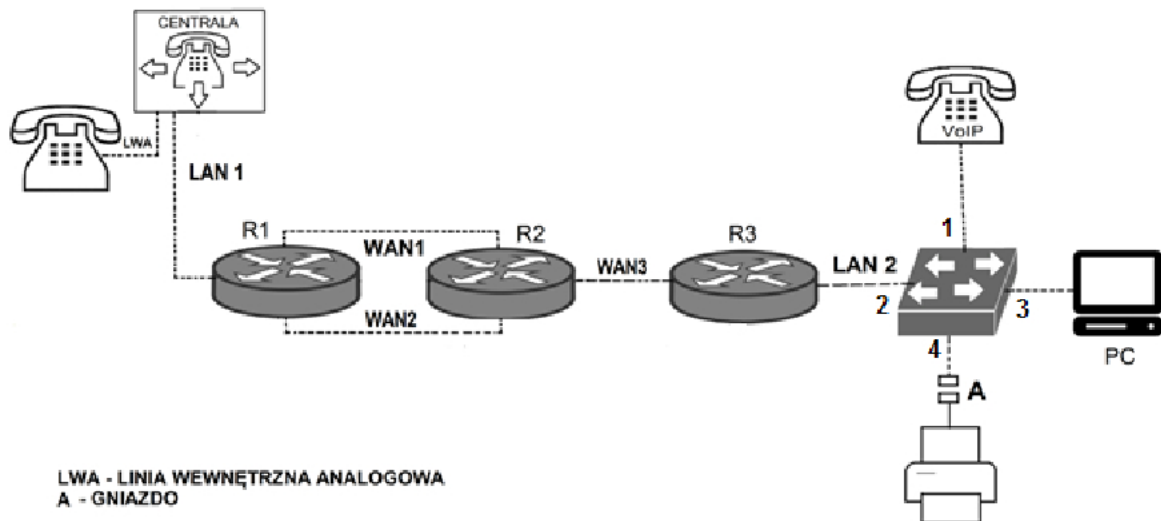 CENTRALA
LWA
LAN 1
R1
WAN1
R2
WAN2
WAN3
R3
LAN 2
VoIP
1
2
3
4
A
PC
LWA - LINIA WEWNĘTRZNA ANALOGOWA
A - GNIAZDO